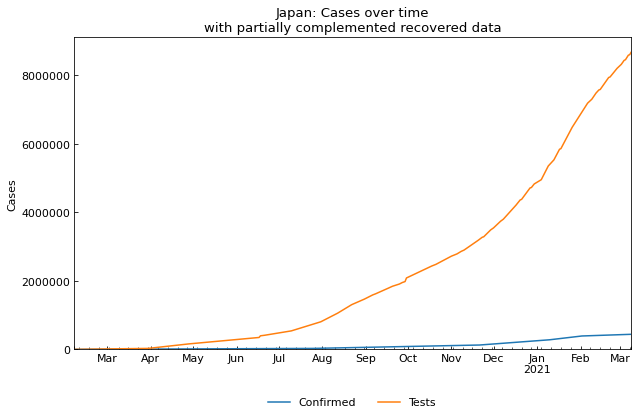 Japan: Cases over time
with partially complemented recovered data
Cases
8000000
6000000
4000000
2000000
0
Mar Apr May Jun Jul Aug Sep Oct Nov Dec Jan Feb Mar
2021
Confirmed Tests